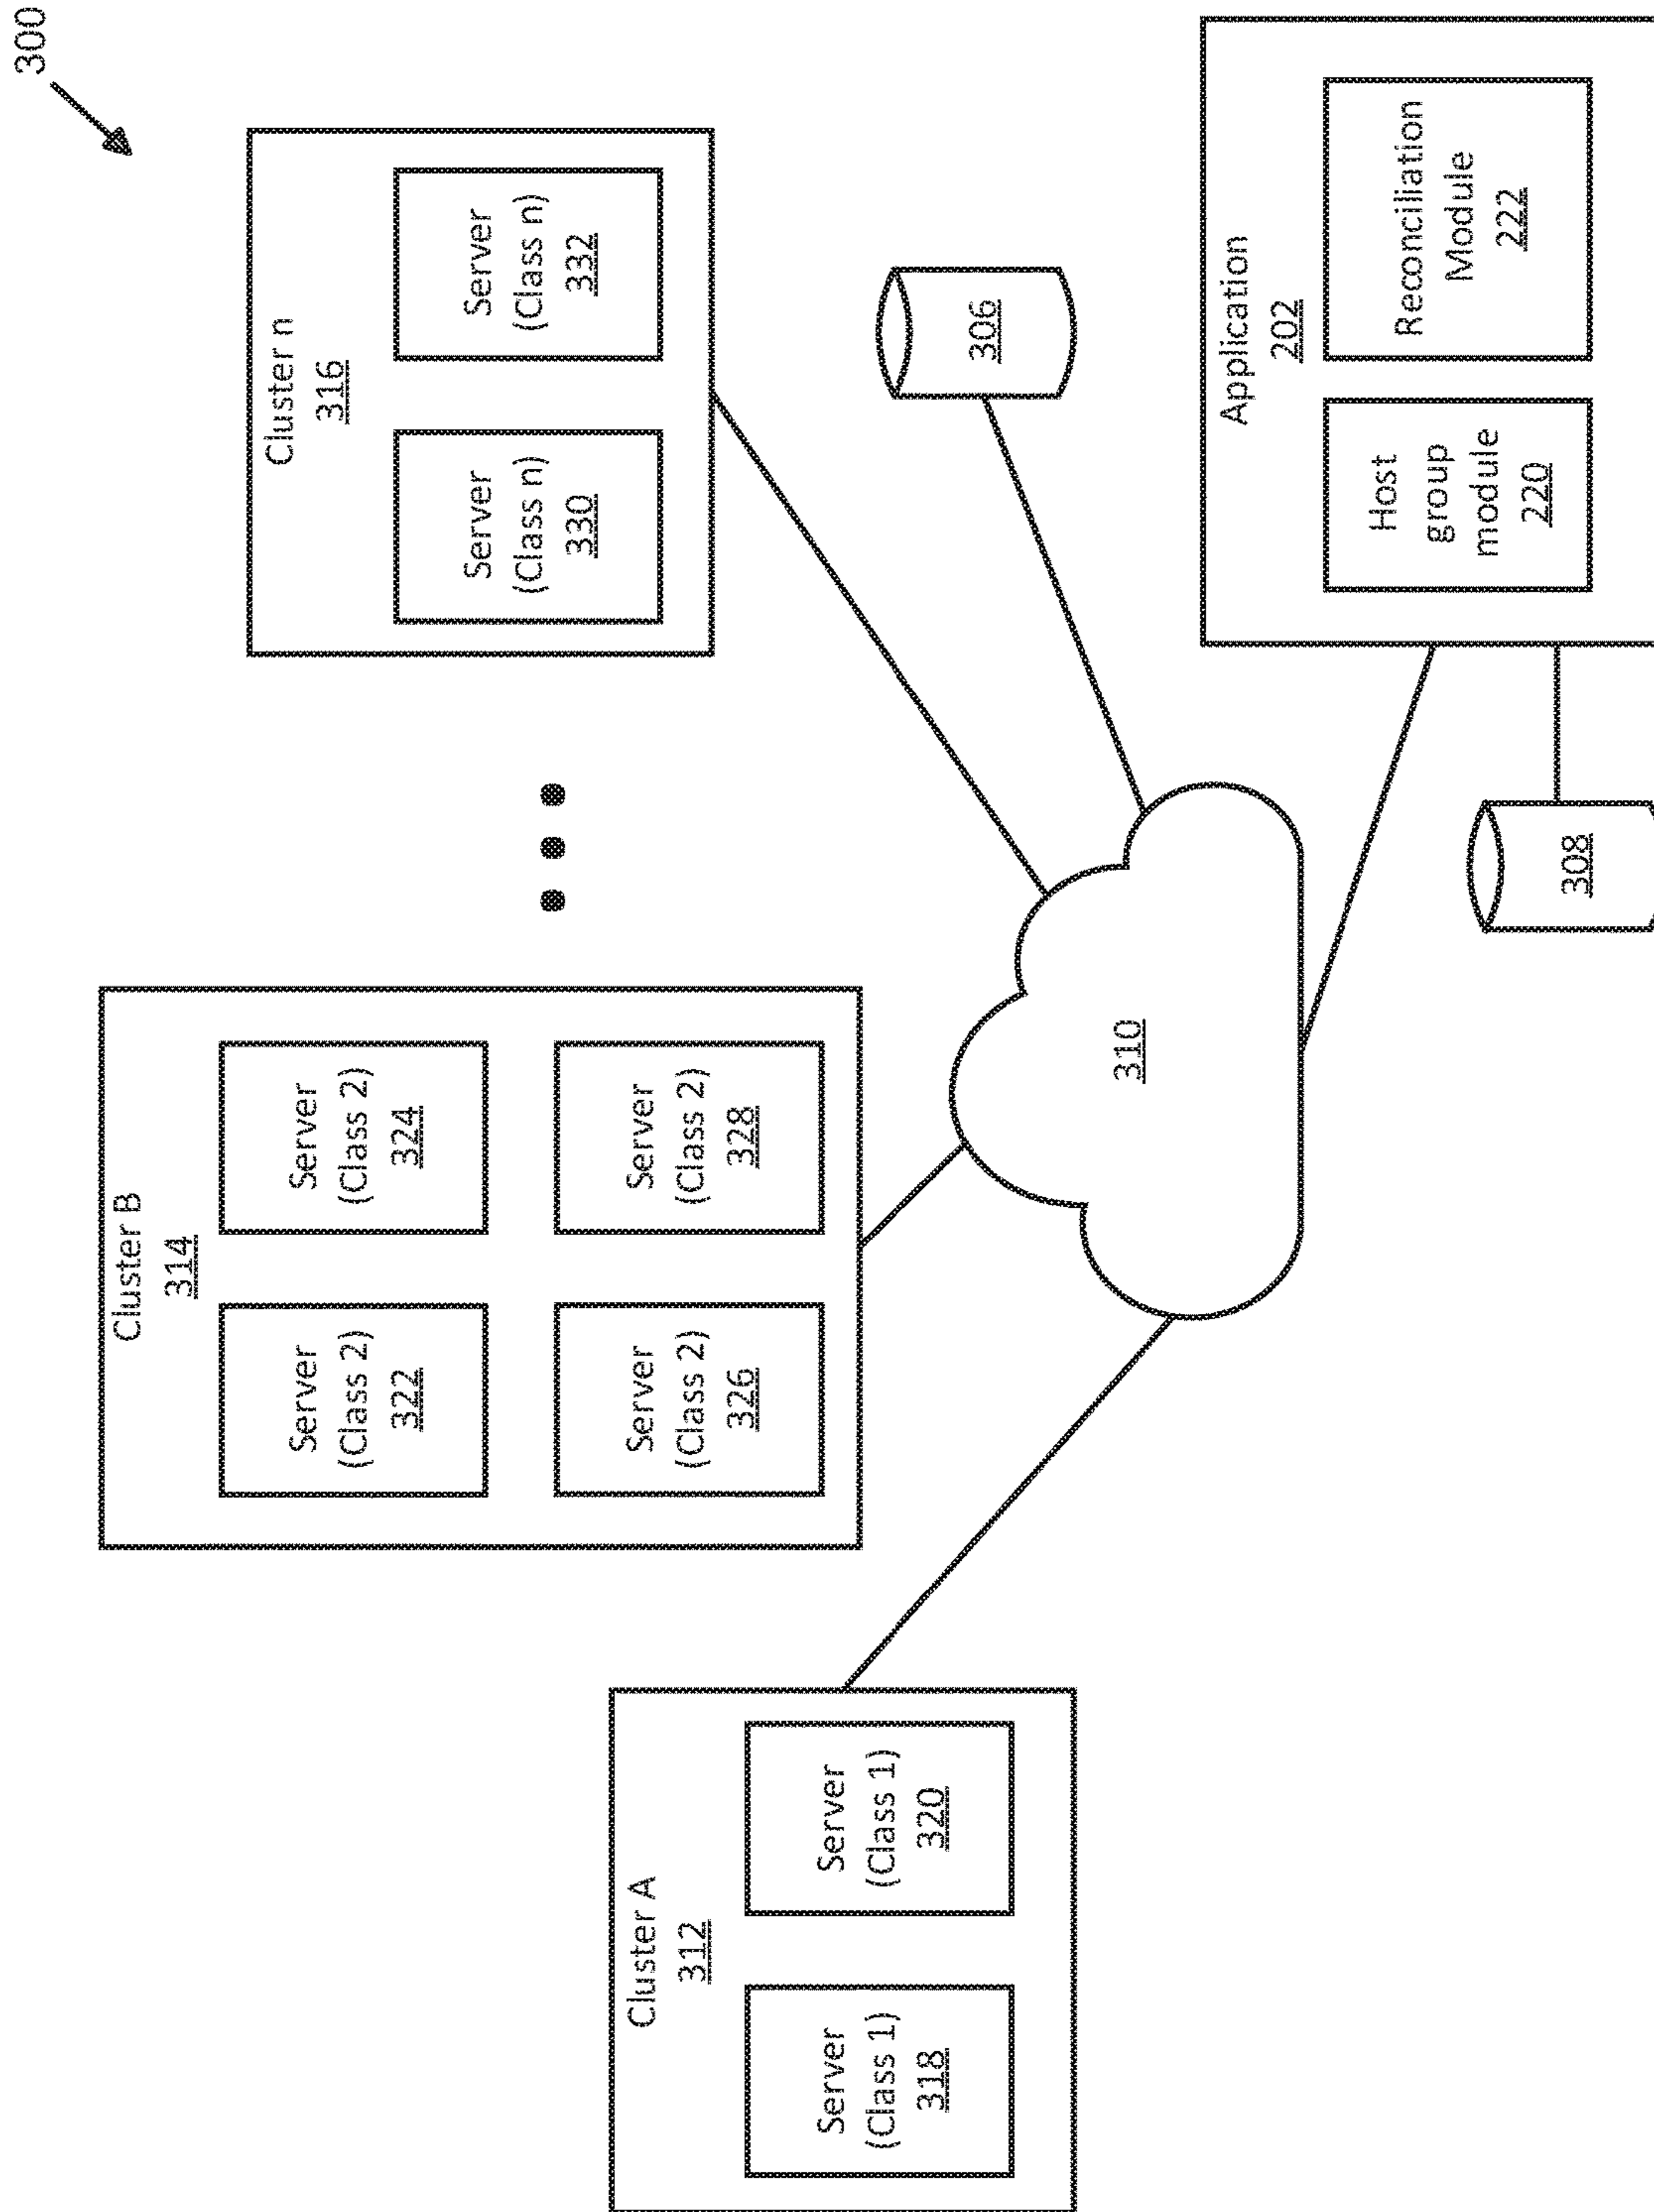 300
Cluster A
312
Server
(Class 1)
318
Server
(Class 1)
320
Cluster B
314
Server
(Class 2)
322
Server
(Class 2)
324
Server
(Class 2)
326
Server
(Class 2)
328
Cluster n
316
Server
(Class n)
330
Server
(Class n)
332
306
310
308
Application
202
Host
group
module
220
Reconciliation
Module
222